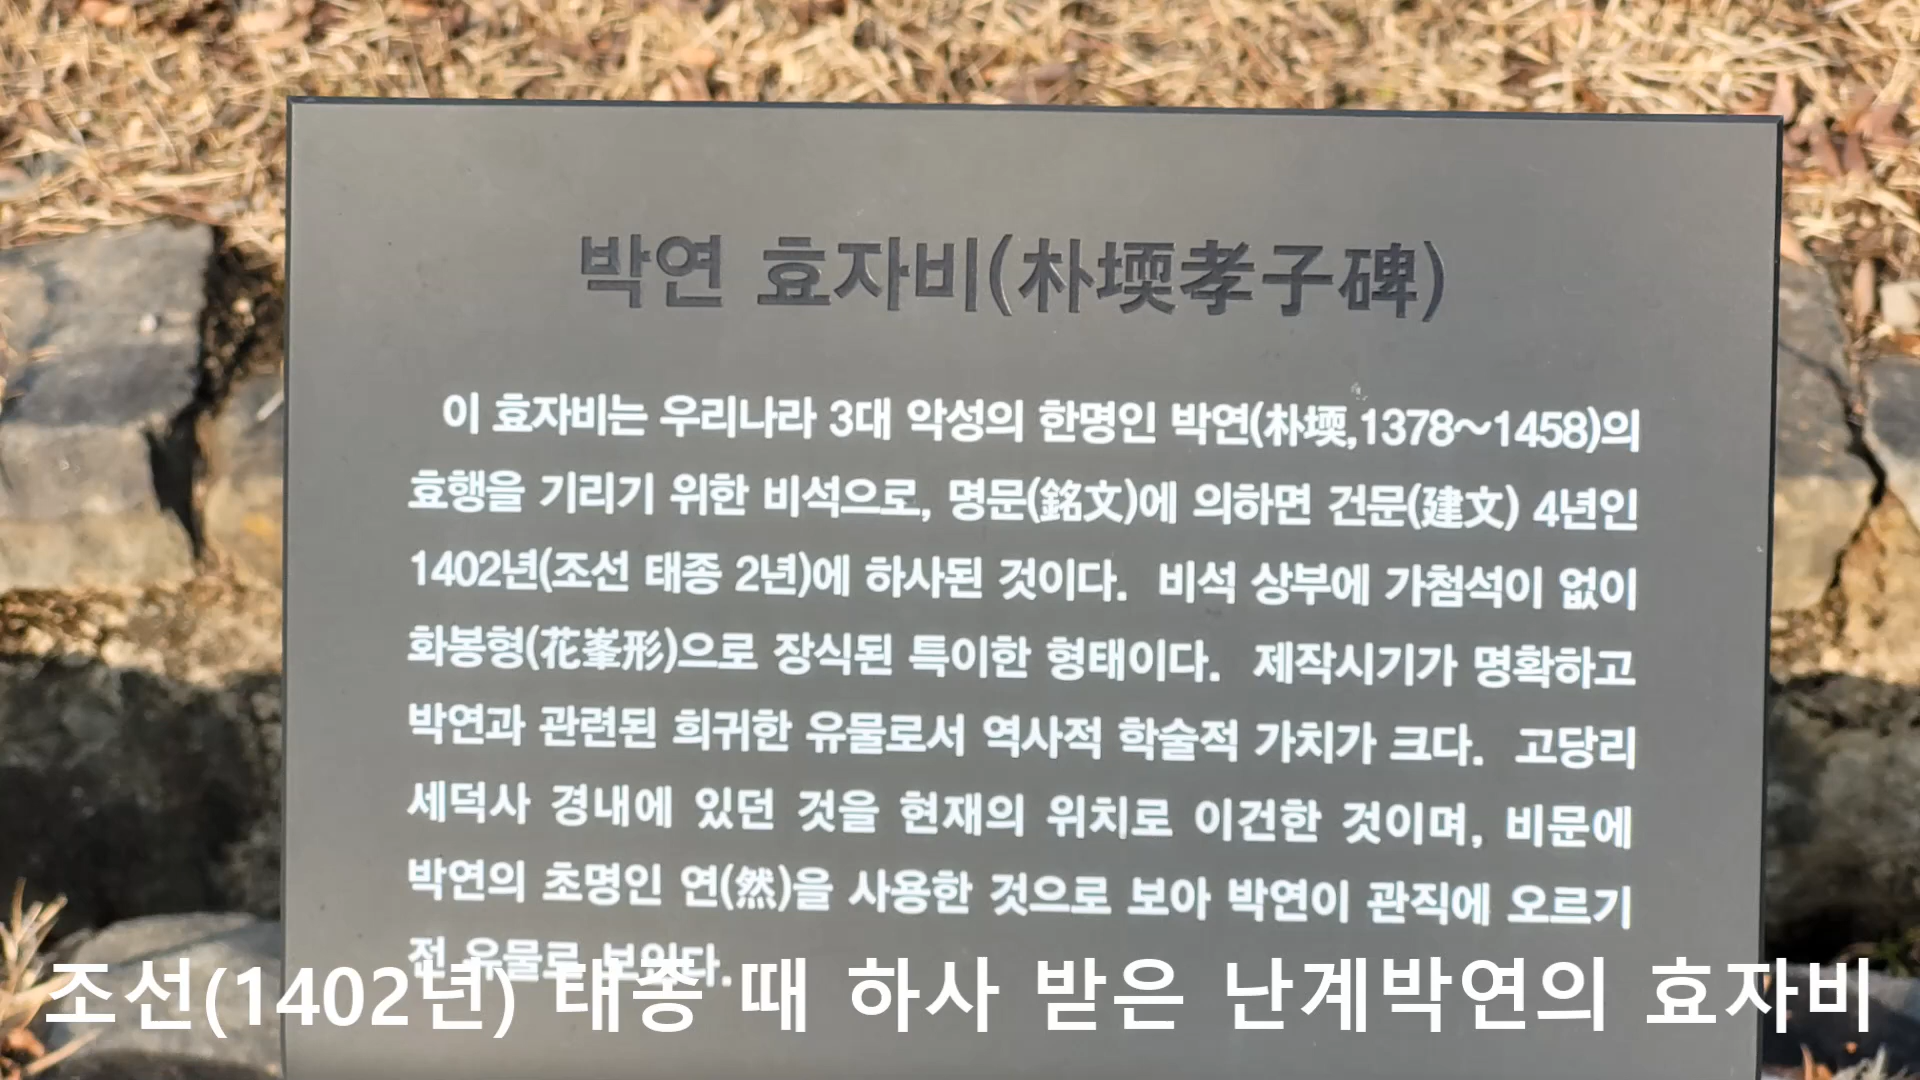 박연 효자비(朴堧孝子碑)
이 효자비는 우리나라 3대 악성의 한명인 박연(朴堧,1378~1458)의
효행을 기리기 위한 비석으로, 명문(銘文)에 의하면 건문(建文) 4년인
1402년(조선 태종 2년)에 하사된 것이다. 비석 상부에 가첨석이 없이
화봉형(花峯形)으로 장식된 특이한 형태이다. 제작시기가 명확하고
박연과 관련된 희귀한 유물로서 역사적 학술적 가치가 크다. 고당리
세덕사 경내에 있던 것을 현재의 위치로 이건한 것이며, 비문에
박연의 초명인 연(然)을 사용한 것으로 보아 박연이 관직에 오르기
전 유물로
조선(1402년) 태종 때 하사 받은 난계박연의 효자비